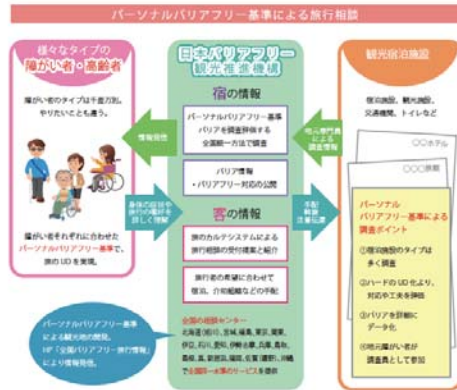 パーソナルバリアフリー基準による旅行相談
様々なタイプの
障がい者・高齢者
障がい者のタイプは千差万別。
やりたいことも違う。
障がい者それぞれに合わせた
パーソナルバリアフリー基準で、
旅のUDを実現。
情報発信
身体の状況や
旅行の嗜好を
詳しく理解
日本バリアフリー
観光推進機構
宿の情報
パーソナルバリアフリー基準
バリアを調査評価する
全国統一方法で調査
バリア情報
・バリアフリー対応の公開
客の情報
旅のカルテシステムによる
旅行相談の受付提案と紹介
旅行者の希望に合わせて
宿泊、介助組織などの手配
全国の相談センター
で全国同一水準のサービスを提供
地元専門員
による
調査情報
手配
観光宿泊施設
宿泊施設、観光施設、
交通機関、トイレなど
○○ホテル
○○○旅館
パーソナル
バリアフリー基準による
調査ポイント
①宿泊施設のタイプは
多く調査
②ハードのUD化より、
対応や工夫を評価
③バリアを詳細に
データ化
④地元障がい者が
調査員として参加
パーソナルバリアフリー基準
による観光地の開発。
HP「全国バリアフリー旅行情報」
により情報発信。